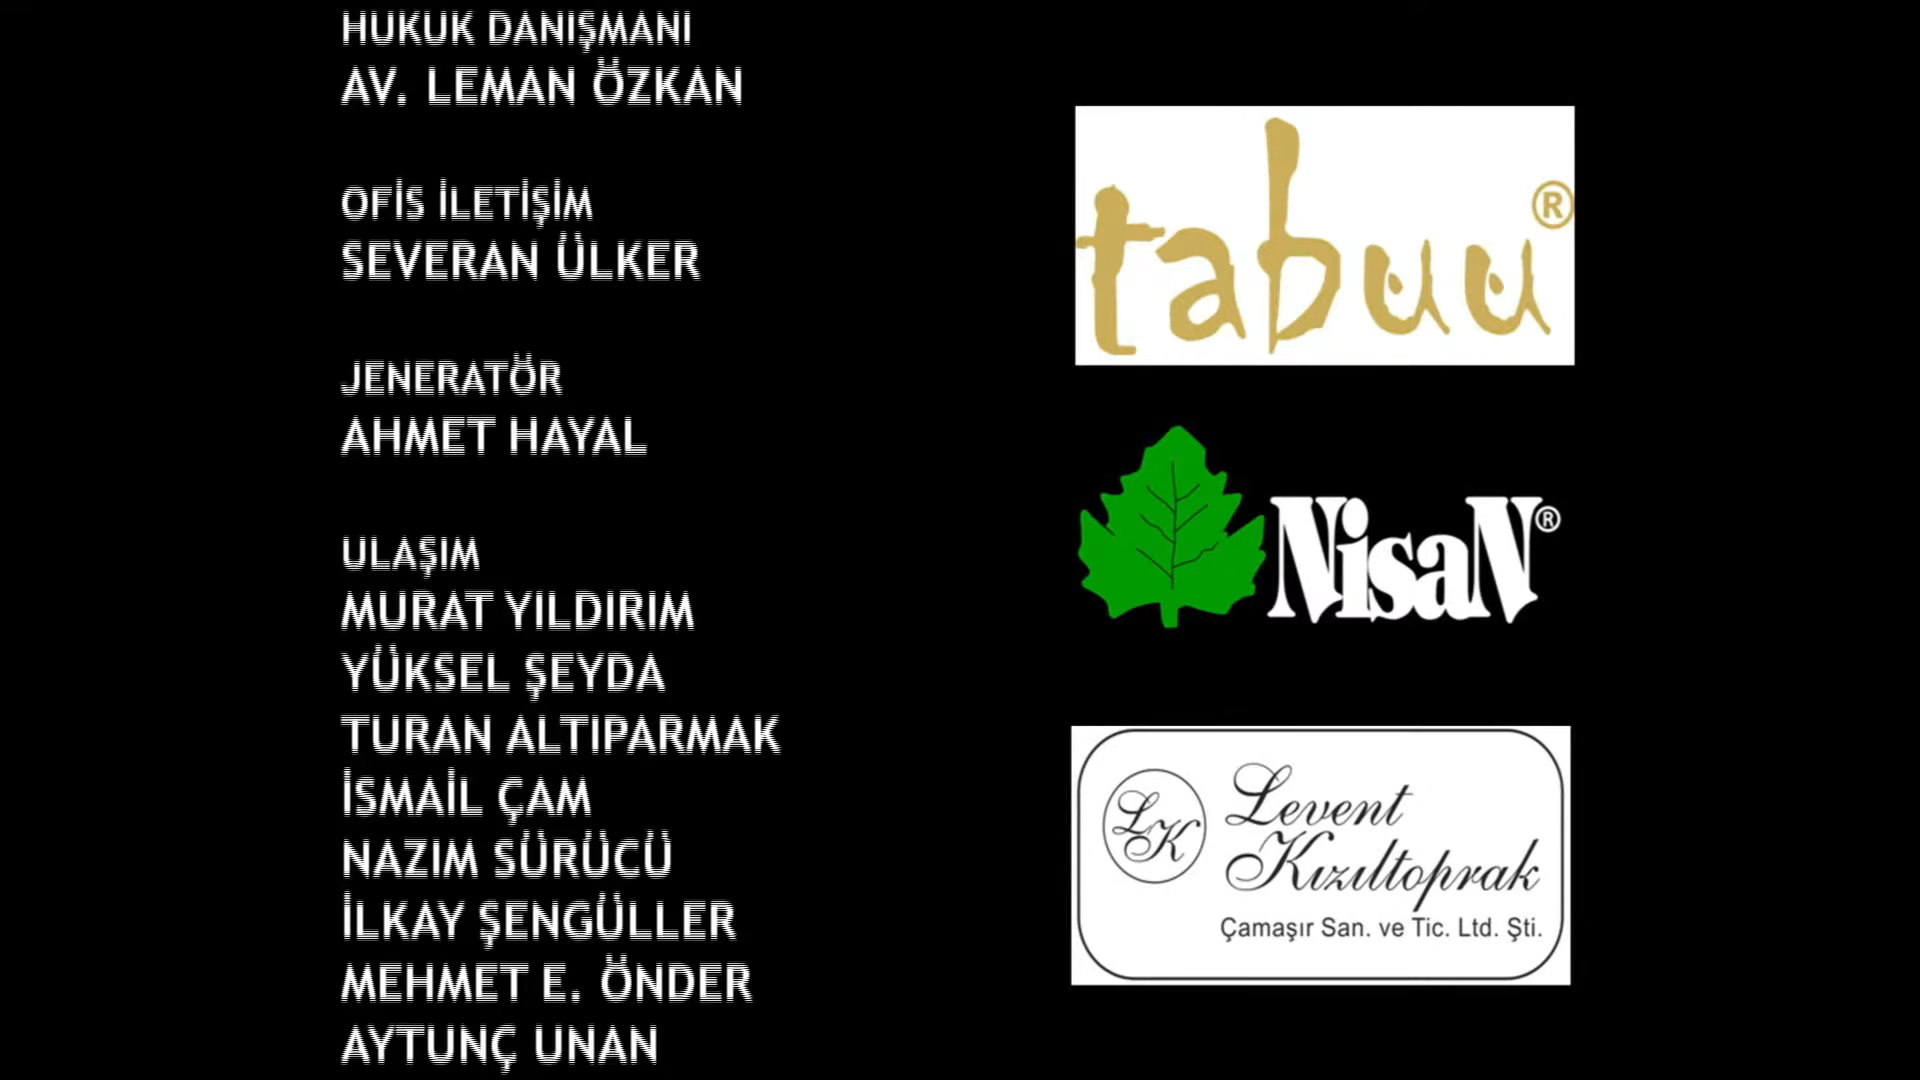 HUKUK DANIŞMANI
AV. LEMAN ÖZKAN
OFİS İLETİŞİM
SEVERAN ÜLKER
JENERATÖR
AHMET HAYAL
ULAŞIM
MURAT YILDIRIM
YÜKSEL ŞEYDA
TURAN ALTIPARMAK
İSMAİL ÇAM
NAZIM SÜRÜCÜ
İLKAY ŞENGÜLLER
MEHMET E. ÖNDER
AYTUNÇ UNAN
tabuu®
NisaN®
LK
Levent
Kızıltoprak
Çamaşır San. ve Tic. Ltd. Şti.